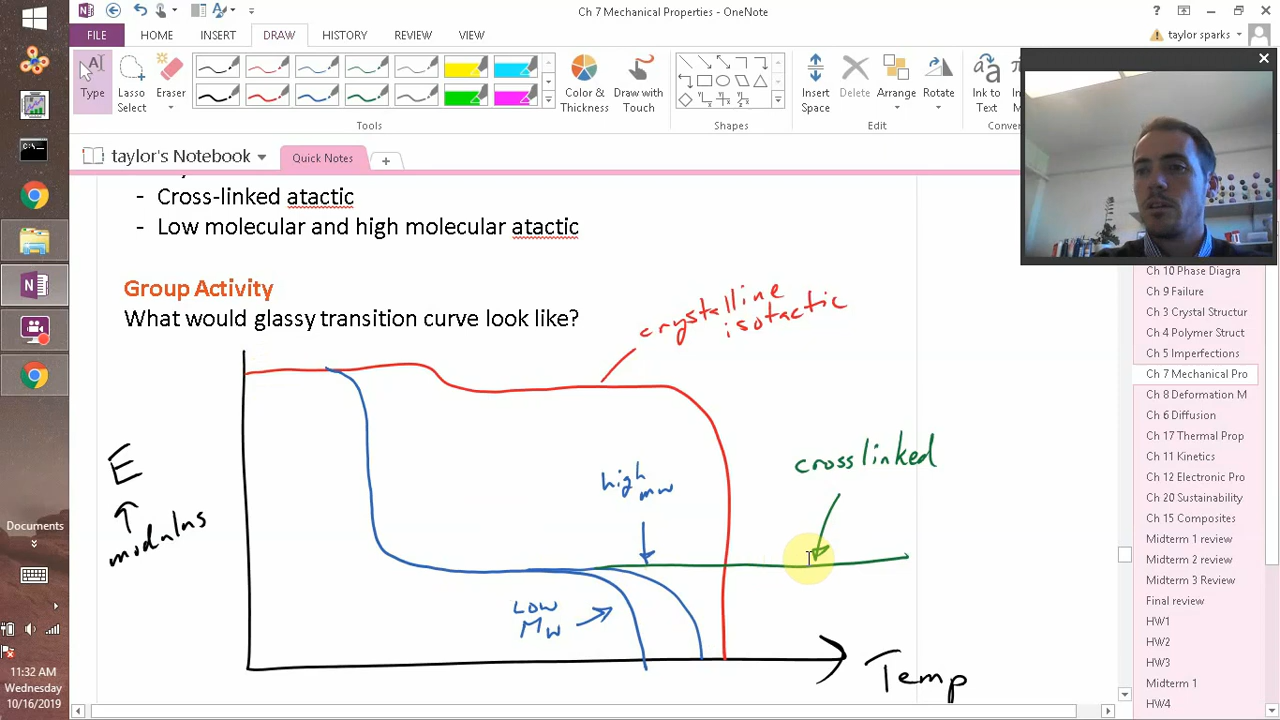 Ch 7 Mechanical Properties - OneNote
FILE HOME INSERT DRAW HISTORY REVIEW VIEW
taylor sparks
Type
Lasso Select
Eraser
Color & Thickness
Draw with Touch
Insert Space
Delete
Arrange
Rotate
Ink to Text
Tools
Shapes
Edit
Conver
taylor's Notebook
Quick Notes
- Cross-linked atactic
- Low molecular and high molecular atactic
Group Activity
What would glassy transition curve look like?
crystalline
isotactic
E
modulus
high
mw
crosslinked
Low
Mw
Temp
Ch 10 Phase Diagra
Ch 9 Failure
Ch 3 Crystal Structur
Ch 4 Polymer Struct
Ch 5 Imperfections
Ch 7 Mechanical Pro
Ch 8 Deformation M
Ch 6 Diffusion
Ch 17 Thermal Prop
Ch 11 Kinetics
Ch 12 Electronic Pro
Ch 20 Sustainability
Ch 15 Composites
Midterm 1 review
Midterm 2 review
Midterm 3 Review
Final review
HW1
HW2
HW3
Midterm 1
HW4
Documents
11:32 AM
Wednesday
10/16/2019